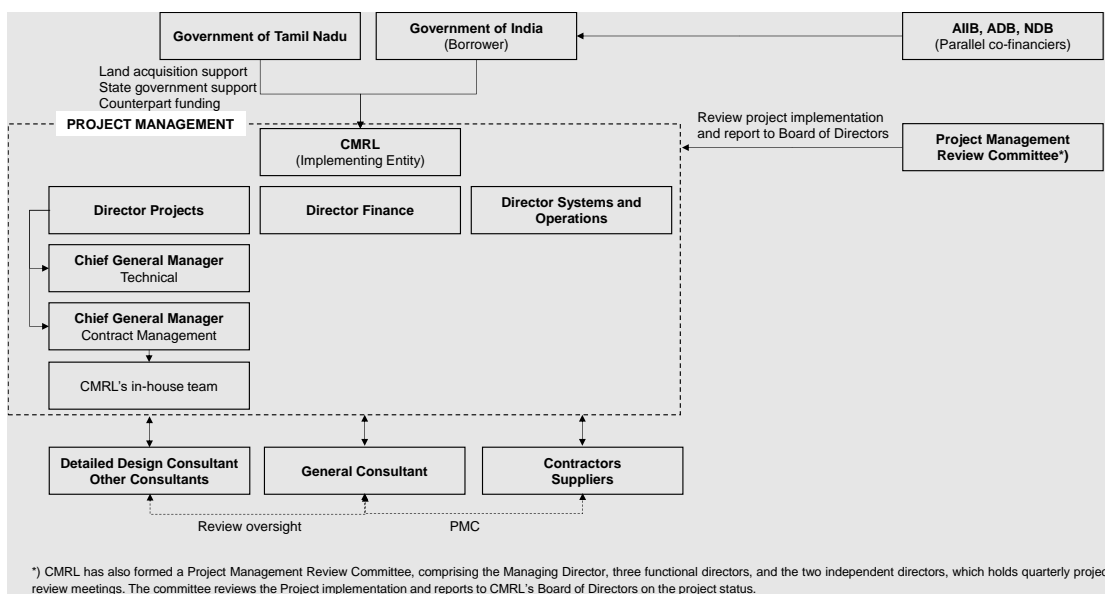 Government of Tamil Nadu
Government of India
(Borrower)
AIIB, ADB, NDB
(Parallel co-financiers)
Land acquisition support
State government support
Counterpart funding
PROJECT MANAGEMENT
CMRL
(Implementing Entity)
Review project implementation
and report to Board of Directors
Project Management
Review Committee*)
Director Projects
Director Finance
Director Systems and
Operations
Chief General Manager
Technical
Chief General Manager
Contract Management
CMRL's in-house team
Detailed Design Consultant
Other Consultants
General Consultant
Contractors
Suppliers
Review oversight
PMC
*) CMRL has also formed a Project Management Review Committee, comprising the Managing Director, three functional directors, and the two independent directors, which holds quarterly project
review meetings. The committee reviews the Project implementation and reports to CMRL's Board of Directors on the project status.